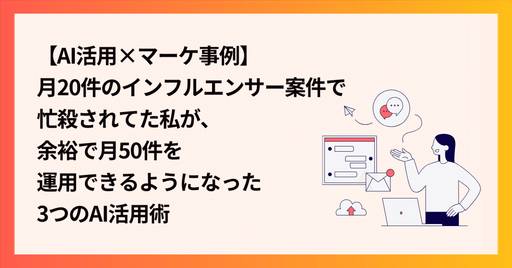 【AI活用×マーケ事例】
月20件のインフルエンサー案件で
忙殺されてた私が、
余裕で月50件を
運用できるようになった
3つのAI活用術